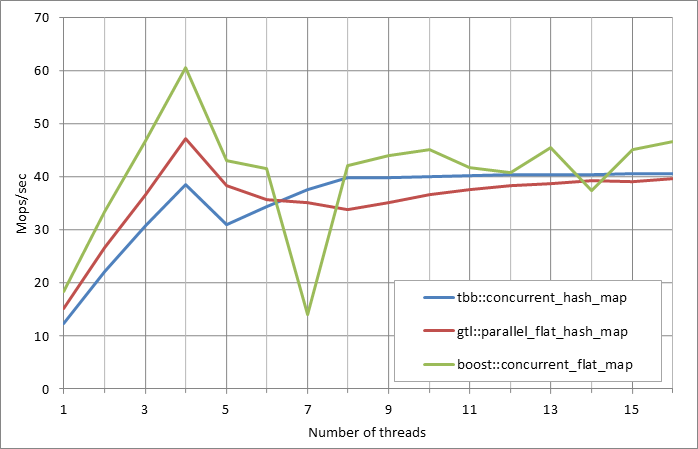 70
60
50
40
30
20
10
0
Mops/sec
tbb::concurrent_hash_map
gtl::parallel_flat_hash_map
boost::concurrent_flat_map
1 3 5 7 9 11 13 15
Number of threads